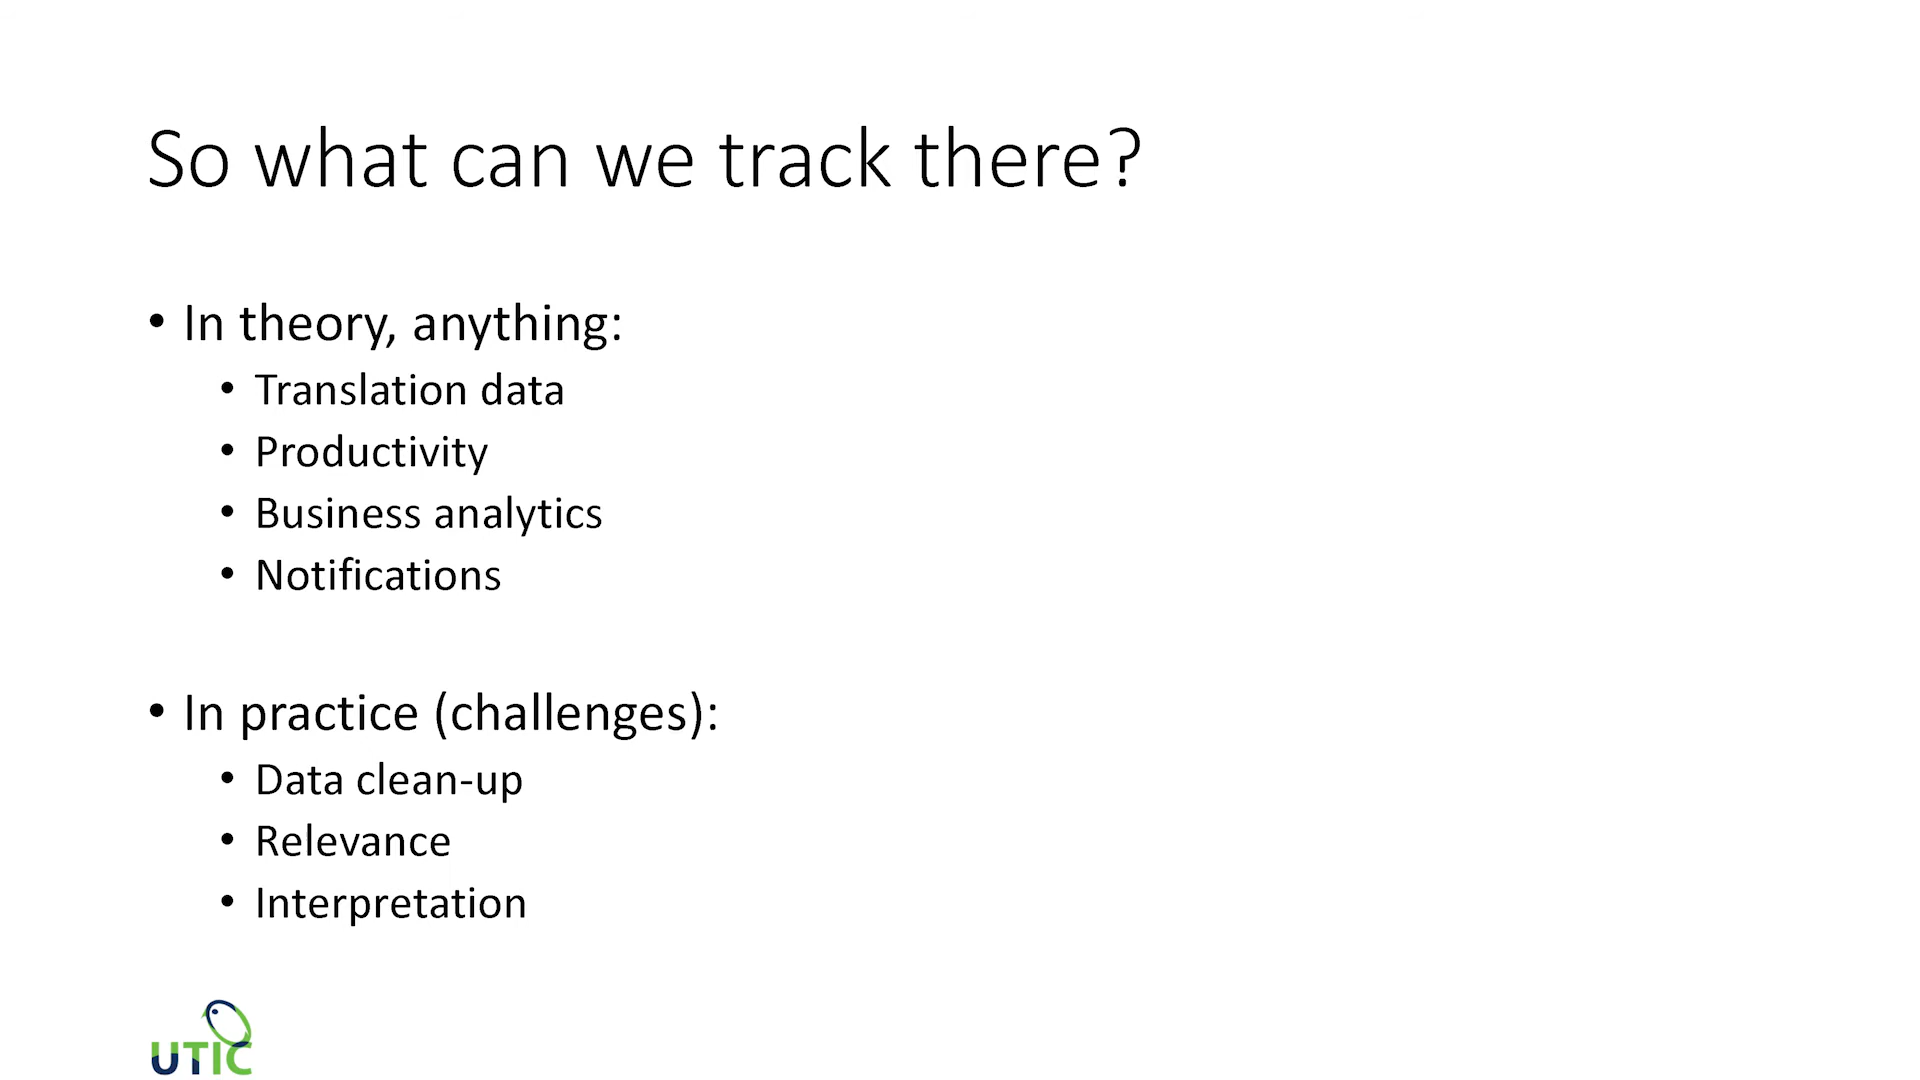 So what can we track there?
• In theory, anything:
• Translation data
• Productivity
• Business analytics
• Notifications
• In practice (challenges):
• Data clean-up
• Relevance
• Interpretation
UTIC